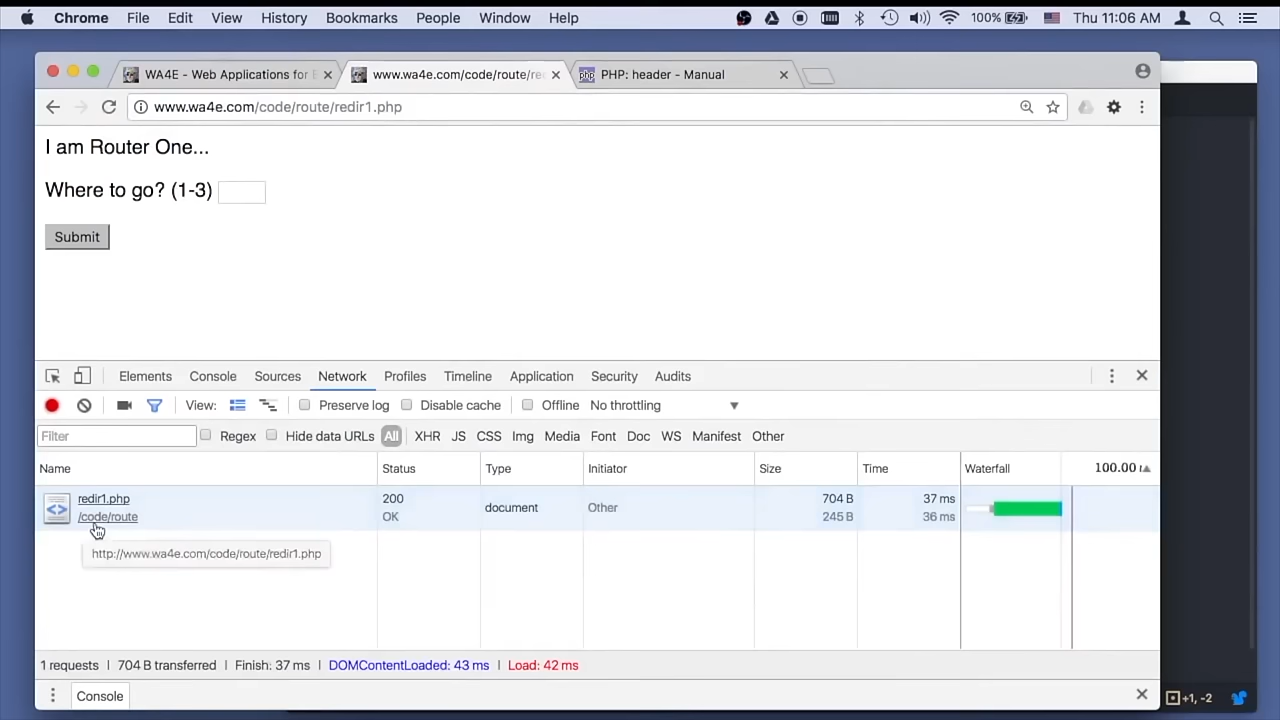 Chrome File Edit View History Bookmarks People Window Help 100% Thu 11:06 AM
WA4E - Web Applications for E
www.wa4e.com/code/route/re
php PHP: header - Manual
www.wa4e.com/code/route/redir1.php
I am Router One...
Where to go? (1-3)
Submit
Elements Console Sources Network Profiles Timeline Application Security Audits
View: Preserve log Disable cache Offline No throttling
Filter Regex Hide data URLs All XHR JS CSS Img Media Font Doc WS Manifest Other
Name Status Type Initiator Size Time Waterfall 100.00
redir1.php 200 document Other 704 B 37 ms
/code/route OK 245 B 36 ms
http://www.wa4e.com/code/route/redir1.php
1 requests | 704 B transferred | Finish: 37 ms | DOMContentLoaded: 43 ms | Load: 42 ms
Console
+1, -2